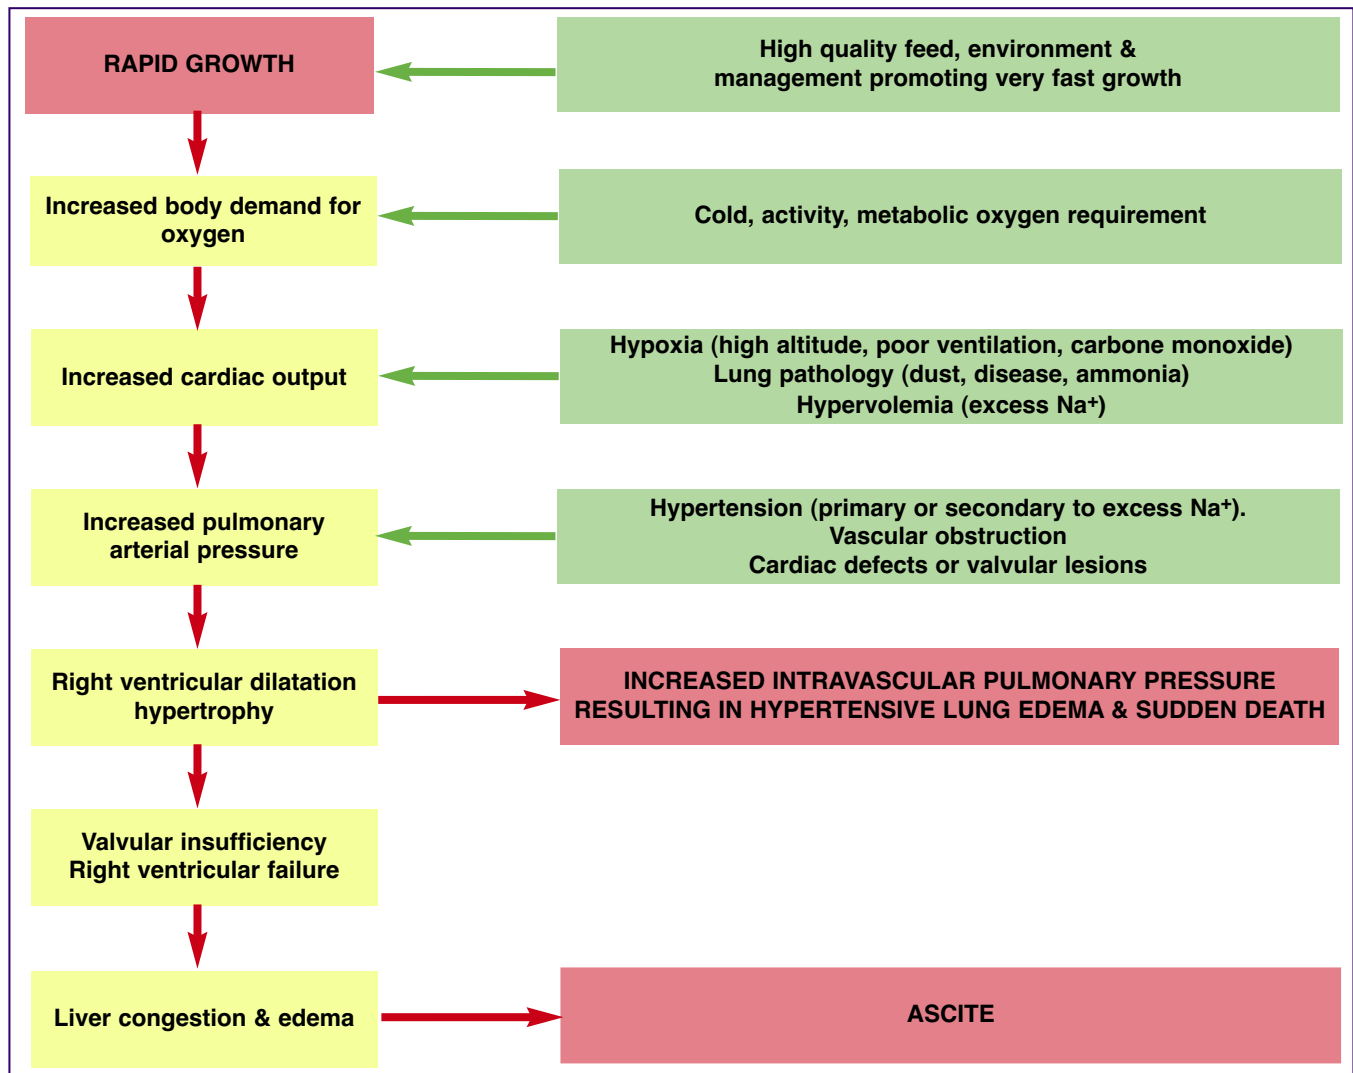 RAPID GROWTH
High quality feed, environment &
management promoting very fast growth
Increased body demand for
oxygen
Cold, activity, metabolic oxygen requirement
Increased cardiac output
Hypoxia (high altitude, poor ventilation, carbone monoxide)
Lung pathology (dust, disease, ammonia)
Hypervolemia (excess Na⁺)
Increased pulmonary
arterial pressure
Hypertension (primary or secondary to excess Na⁺).
Vascular obstruction
Cardiac defects or valvular lesions
Right ventricular dilatation
hypertrophy
INCREASED INTRAVASCULAR PULMONARY PRESSURE
RESULTING IN HYPERTENSIVE LUNG EDEMA & SUDDEN DEATH
Valvular insufficiency
Right ventricular failure
Liver congestion & edema
ASCITE